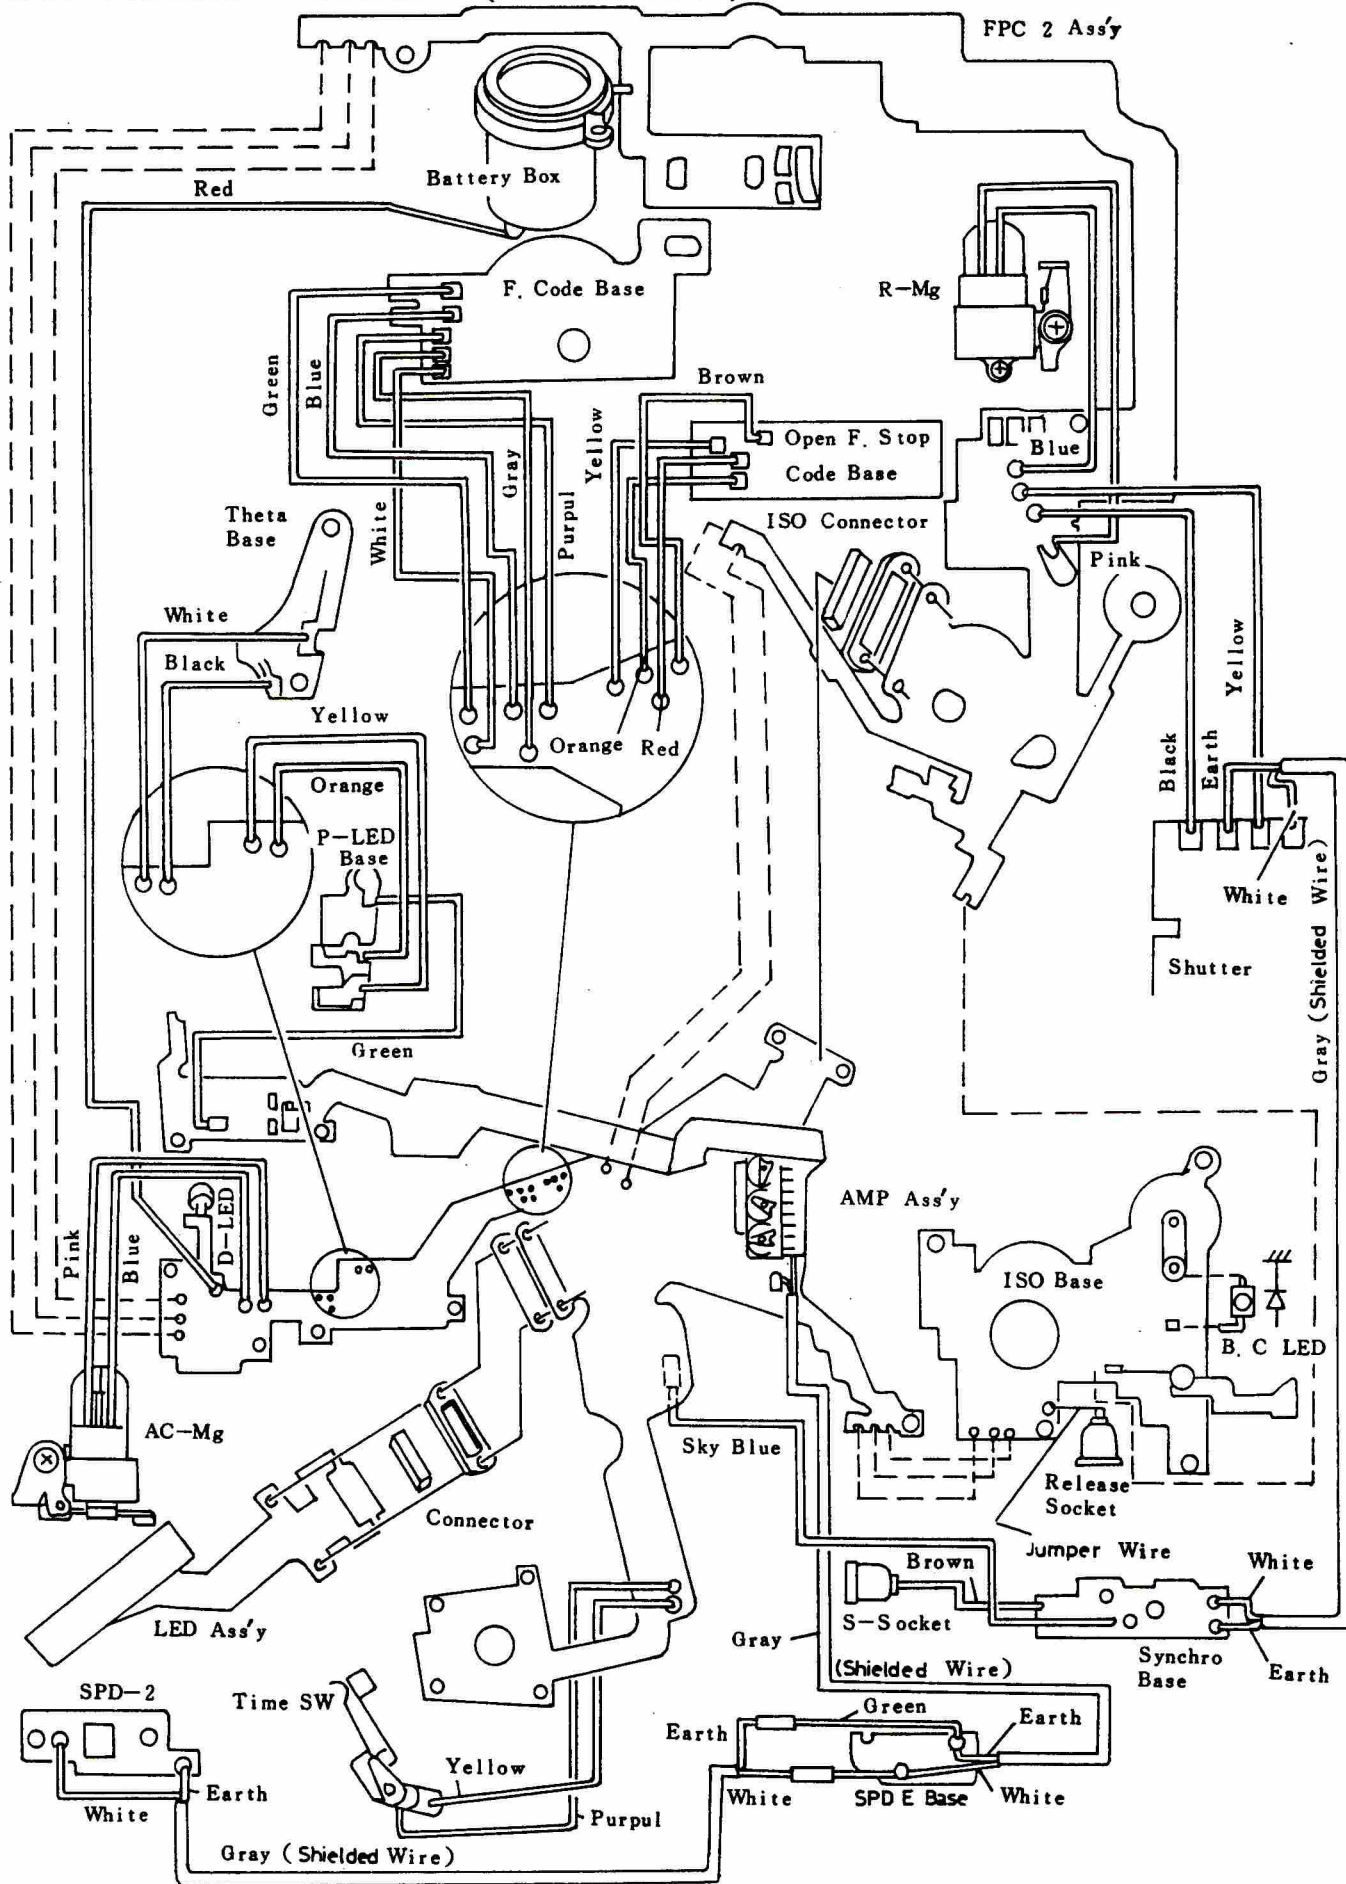 FPC 2 Ass'y
Battery Box
Red
F. Code Base
R-Mg
Green
Blue
Brown
Yellow
Open F. Stop
Code Base
Blue
Gray
Purpul
White
Theta
Base
ISO Connector
Pink
White
Black
Yellow
Yellow
Orange
Red
Orange
Black
Earth
P-LED
Base
White
Gray (Shielded Wire)
Shutter
Green
AMP Ass'y
Pink
Blue
D-LED
ISO Base
B. C LED
AC-Mg
Sky Blue
Release
Socket
Connector
Jumper Wire
Brown
White
LED Ass'y
S-Socket
Gray
(Shielded Wire)
Synchro
Base
Earth
SPD-2
Time SW
Green
Earth
Earth
Yellow
Earth
White
White
SPD E Base
White
Purpul
Gray (Shielded Wire)